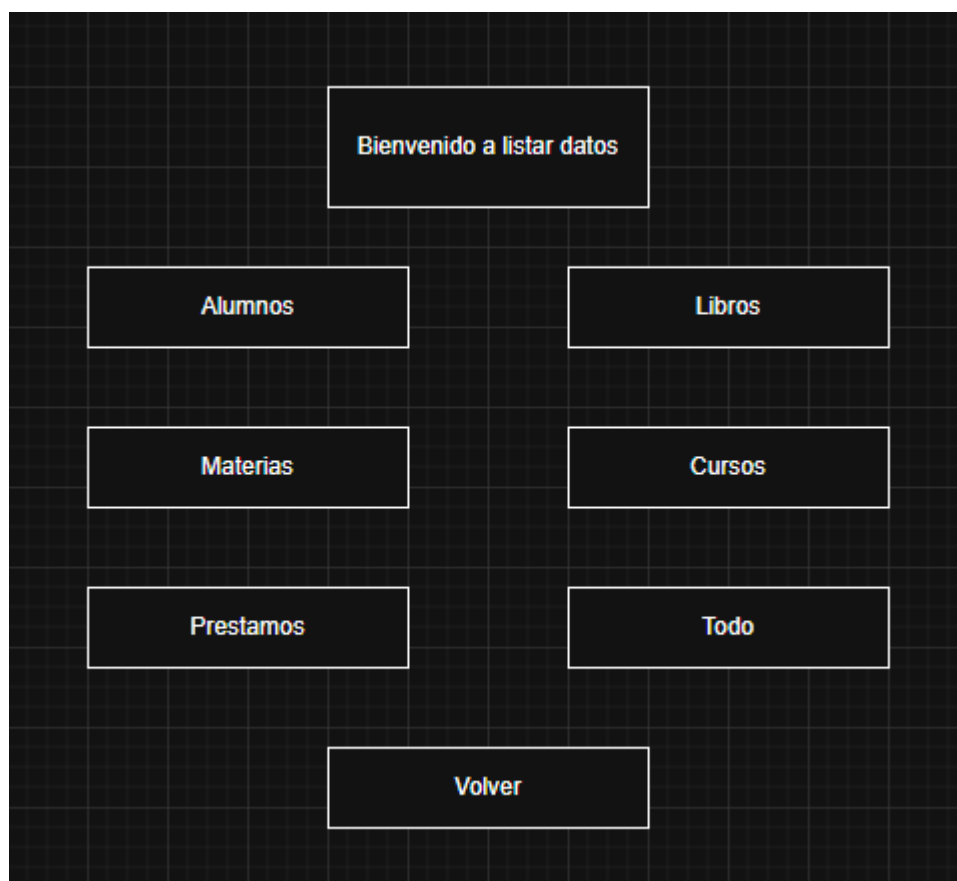 Bienvenido a listar datos
Alumnos
Libros
Materias
Cursos
Prestamos
Todo
Volver